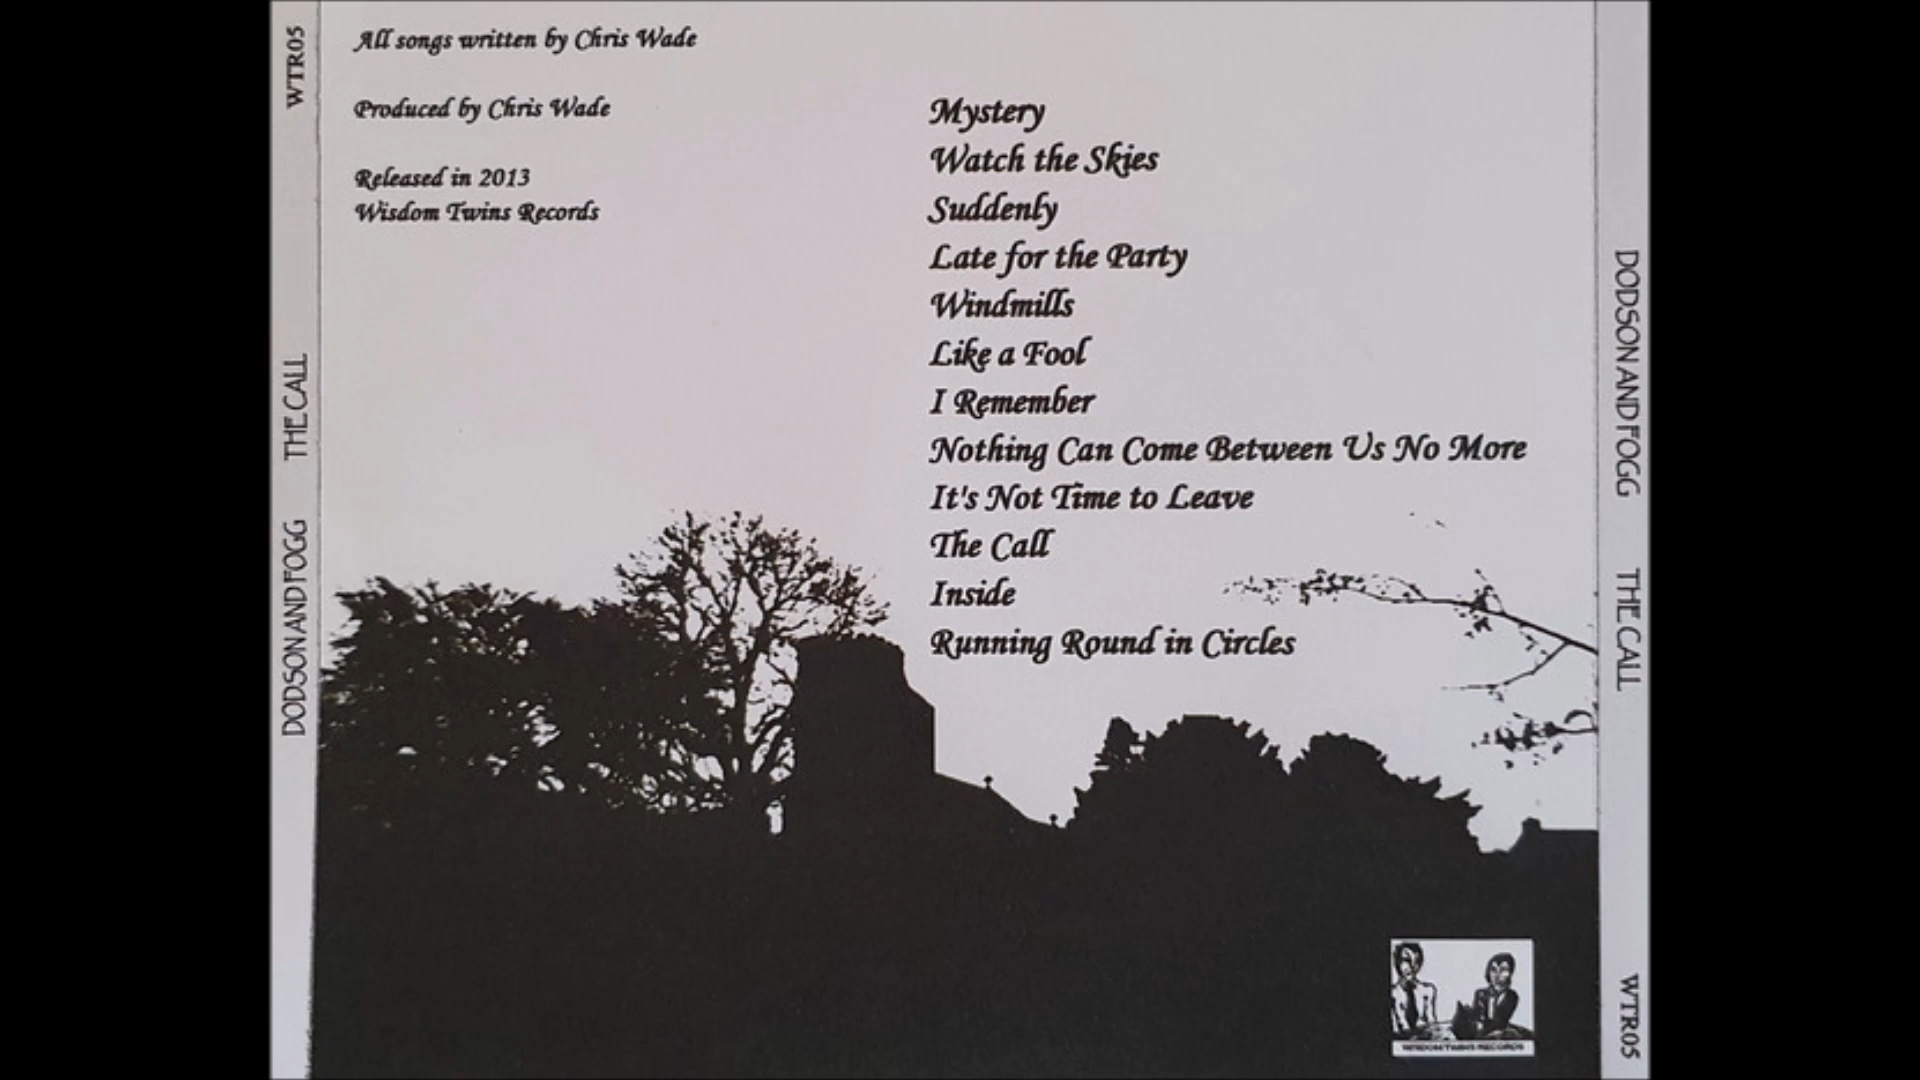 WTR05
THE CALL
DODSON AND FOGG
All songs written by Chris Wade
Produced by Chris Wade
Released in 2013
Wisdom Twins Records
Mystery
Watch the Skies
Suddenly
Late for the Party
Windmills
Like a Fool
I Remember
Nothing Can Come Between Us No More
It's Not Time to Leave
The Call
Inside
Running Round in Circles
DODSON AND FOGG
THE CALL
WTR05
WISDOM TWINS RECORDS